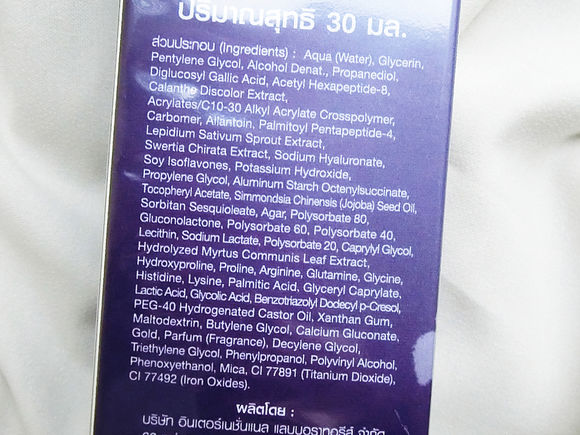 ปริมาณสุทธิ 30 มล.
ส่วนประกอบ (Ingredients) : Aqua (Water), Glycerin,
Pentylene Glycol, Alcohol Denat., Propanediol,
Diglucosyl Gallic Acid, Acetyl Hexapeptide-8,
Calanthe Discolor Extract,
Acrylates/C10-30 Alkyl Acrylate Crosspolymer,
Carbomer, Allantoin, Palmitoyl Pentapeptide-4,
Lepidium Sativum Sprout Extract,
Swertia Chirata Extract, Sodium Hyaluronate,
Soy Isoflavones, Potassium Hydroxide,
Propylene Glycol, Aluminum Starch Octenylsuccinate,
Tocopheryl Acetate, Simmondsia Chinensis (Jojoba) Seed Oil,
Sorbitan Sesquioleate, Agar, Polysorbate 80,
Gluconolactone, Polysorbate 60, Polysorbate 40,
Lecithin, Sodium Lactate, Polysorbate 20, Caprylyl Glycol,
Hydrolyzed Myrtus Communis Leaf Extract,
Hydroxyproline, Proline, Arginine, Glutamine, Glycine,
Histidine, Lysine, Palmitic Acid, Glyceryl Caprylate,
Lactic Acid, Glycolic Acid, Benzotriazolyl Dodecyl p-Cresol,
PEG-40 Hydrogenated Castor Oil, Xanthan Gum,
Maltodextrin, Butylene Glycol, Calcium Gluconate,
Gold, Parfum (Fragrance), Decylene Glycol,
Triethylene Glycol, Phenylpropanol, Polyvinyl Alcohol,
Phenoxyethanol, Mica, CI 77891 (Titanium Dioxide),
CI 77492 (Iron Oxides).
ผลิตโดย :
บริษัท อินเตอร์เนชั่นแนล แลบบอราทอรีส์ จำกัด